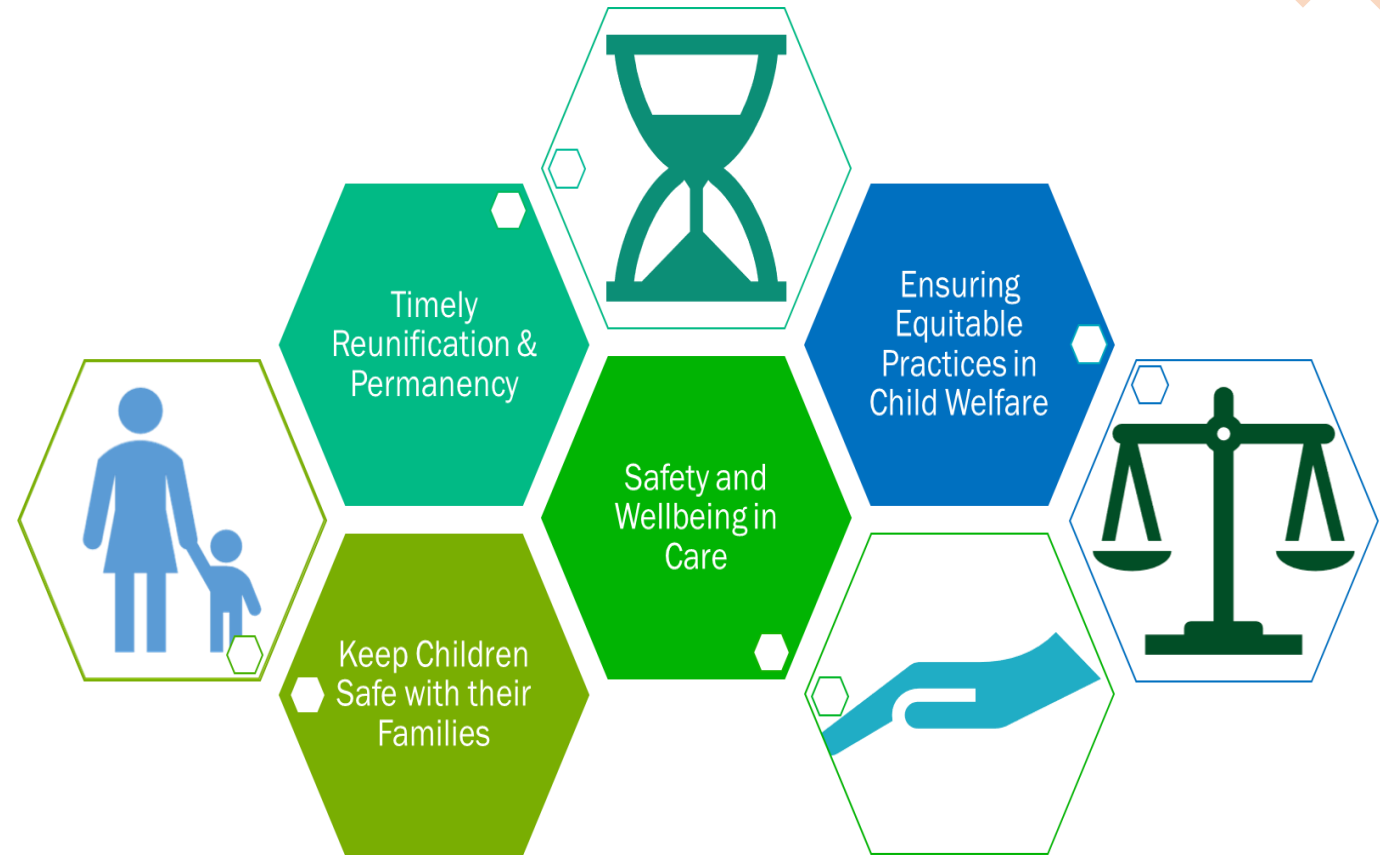 Timely
Reunification &
Permanency
Ensuring
Equitable
Practices in
Child Welfare
Safety and
Wellbeing in
Care
Keep Children
Safe with their
Families